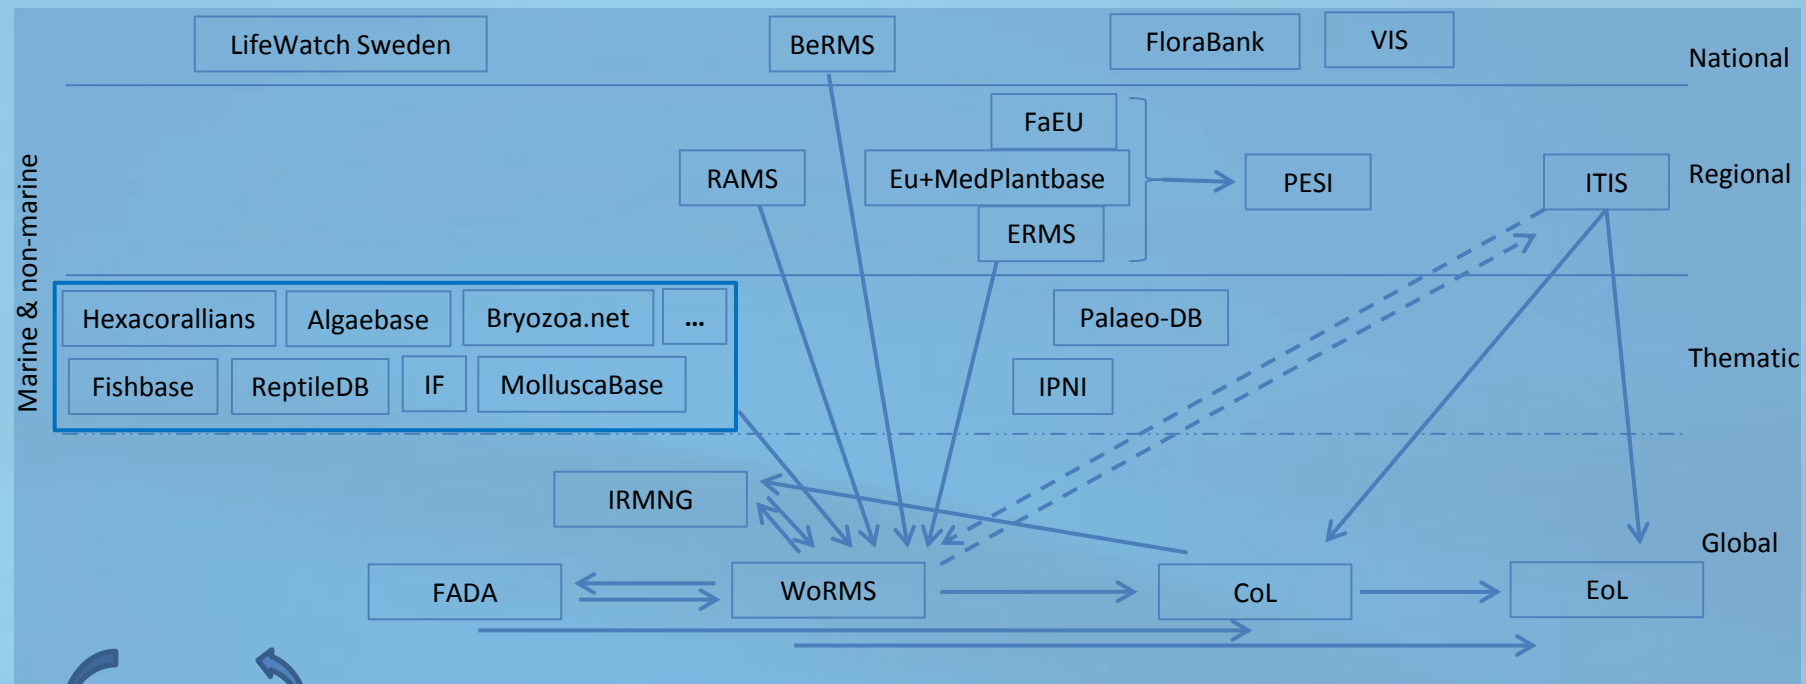 LifeWatch Sweden
BeRMS
FloraBank
VIS
National
FaEU
RAMS
Eu+MedPlantbase
PESI
ITIS
Regional
ERMS
Marine & non-marine
Hexacorallians
Algaebase
Bryozoa.net
...
Palaeo-DB
Fishbase
ReptileDB
IF
MolluscaBase
IPNI
Thematic
IRMNG
Global
FADA
WoRMS
CoL
EoL